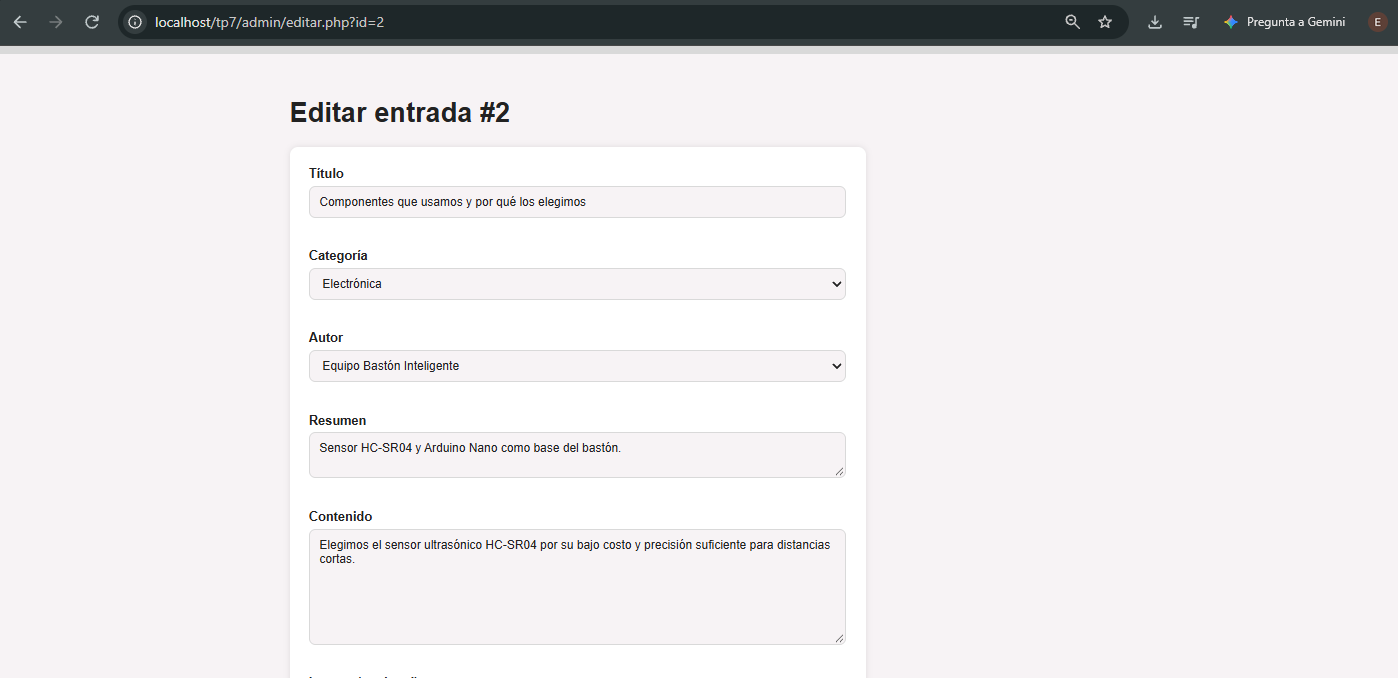 localhost/tp7/admin/editar.php?id=2
Pregunta a Gemini
E
Editar entrada #2
Título
Componentes que usamos y por qué los elegimos
Categoría
Electrónica
Autor
Equipo Bastón Inteligente
Resumen
Sensor HC-SR04 y Arduino Nano como base del bastón.
Contenido
Elegimos el sensor ultrasónico HC-SR04 por su bajo costo y precisión suficiente para distancias
cortas.